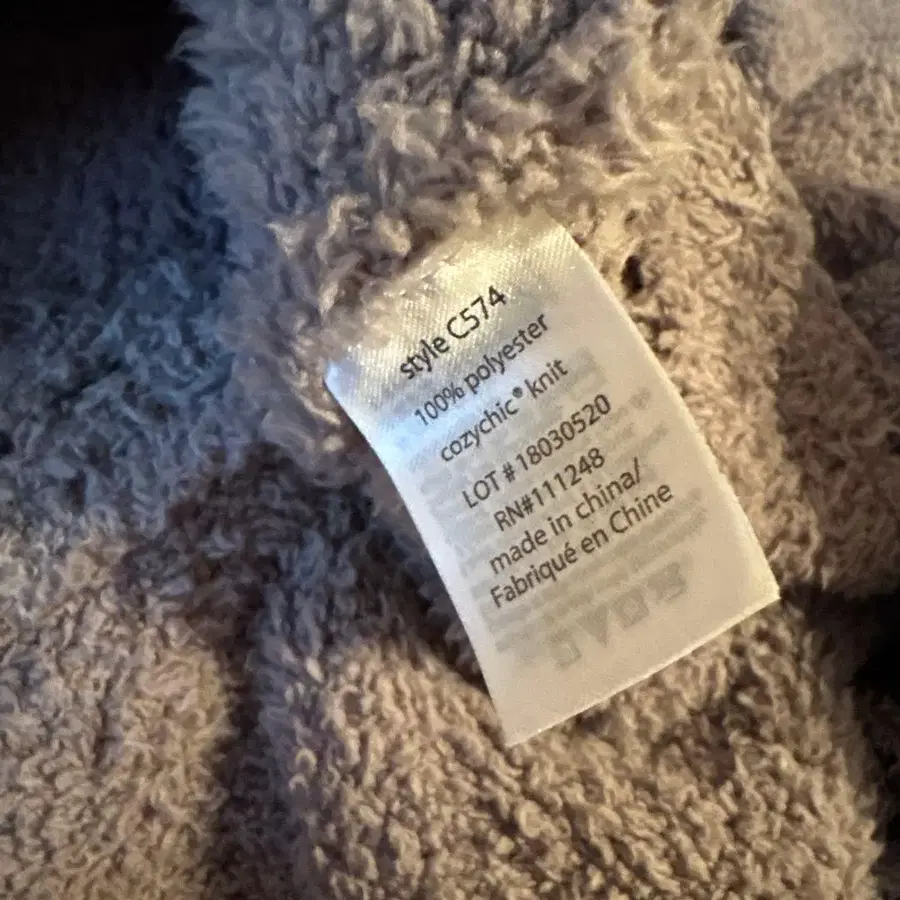 style C574
100% polyester
cozychic® knit
LOT # 18030520
RN#111248
made in china/
Fabriqué en Chine